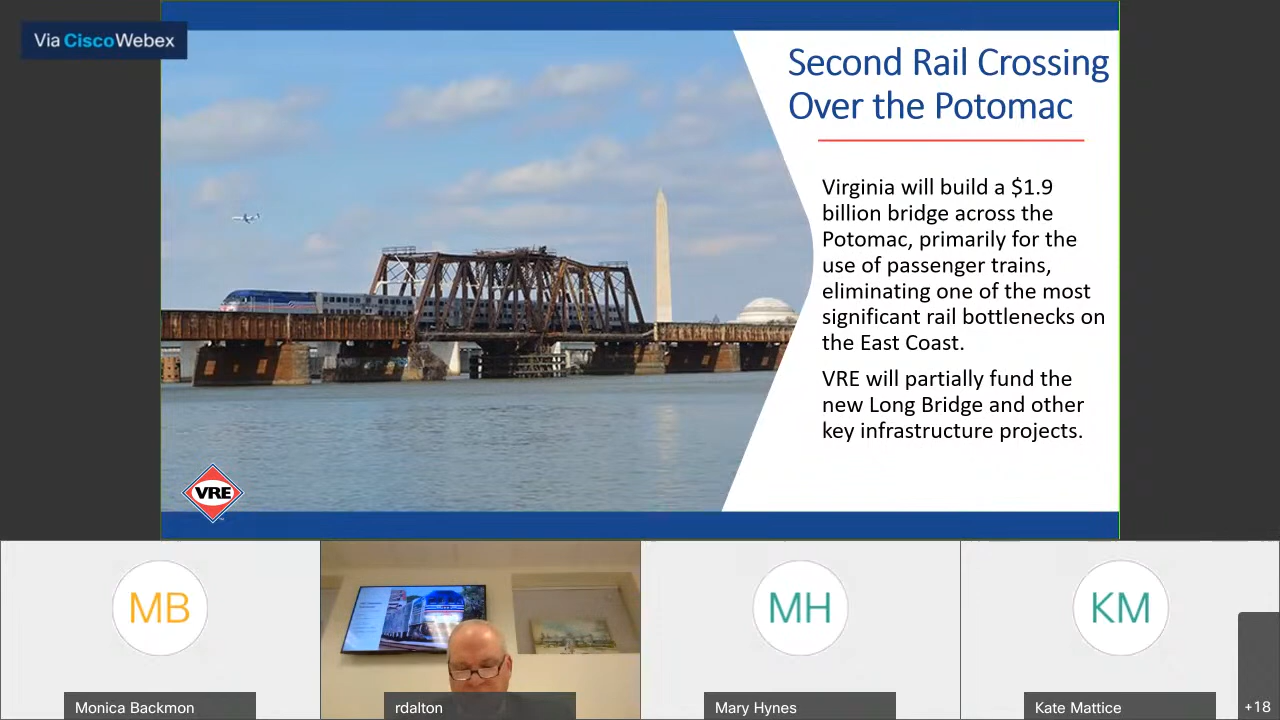 Via Cisco Webex
Second Rail Crossing
Over the Potomac
Virginia will build a $1.9
billion bridge across the
Potomac, primarily for the
use of passenger trains,
eliminating one of the most
significant rail bottlenecks on
the East Coast.
VRE will partially fund the
new Long Bridge and other
key infrastructure projects.
VRE
MB
MH
KM
Monica Backmon
rdalton
Mary Hynes
Kate Mattice
+18